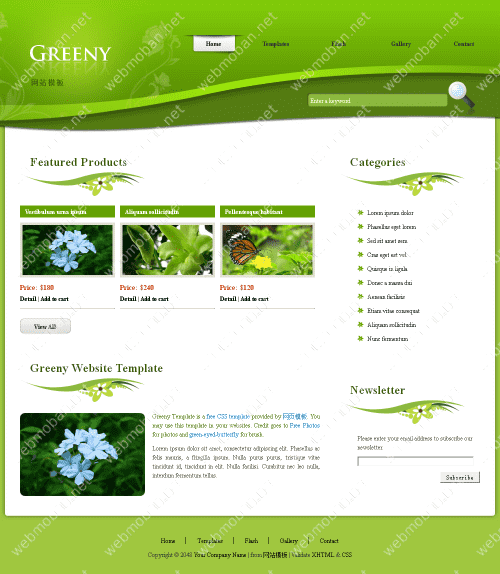 GREENY
网站模板
Home
Templates
Flash
Gallery
Contact
Enter a keyword
Featured Products
Vestibulum urna ipsum
Aliquam sollicitudin
Pellentesque habitant
Price: $180
Price: $240
Price: $120
Detail | Add to cart
Detail | Add to cart
Detail | Add to cart
View All
Categories
Lorem ipsum dolor
Phasellus eget lorem
Sed sit amet sem
Cras eget est vel
Quisque in ligula
Donec a massa dui
Aenean facilisis
Etiam vitae consequat
Aliquam sollicitudin
Nunc fermentum
Greeny Website Template
Greeny Template is a free CSS template provided by 网页模板. You
may use this template in your websites. Credit goes to Free Photos
for photos and green-eyed-butterfly for brush.
Lorem ipsum dolor sit amet, consectetur adipiscing elit. Phasellus ac
felis mauris, a fringilla ipsum. Nulla purus purus, tristique vitae
tincidunt id, tincidunt in elit. Nulla facilisi. Curabitur nec leo nulla,
interdum fermentum tellus.
Newsletter
Please enter your email address to subscribe our
newsletter.
Subscribe
Home | Templates | Flash | Gallery | Contact
Copyright © 2048 Your Company Name | from 网站模板 | Validate XHTML & CSS
webmoban.net